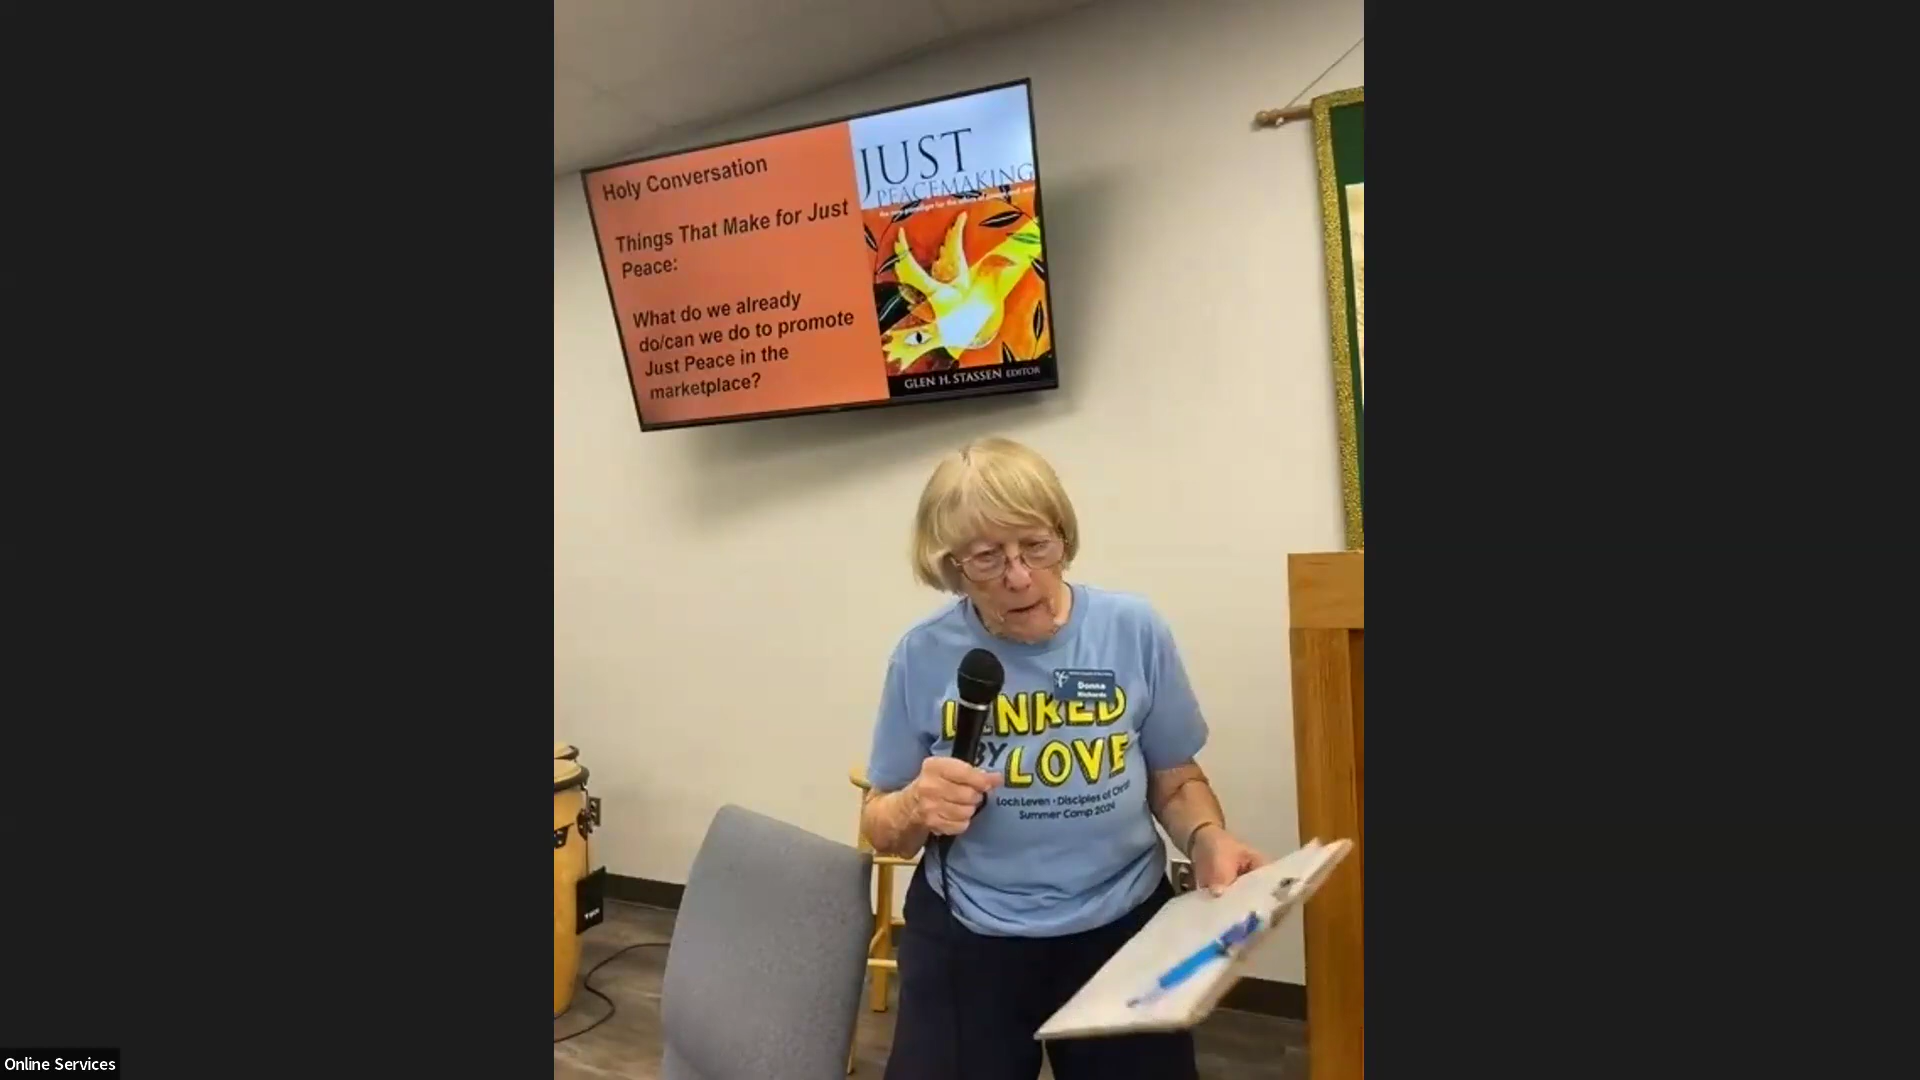 Holy Conversation
Things That Make for Just
Peace:
What do we already
do/can we do to promote
Just Peace in the
marketplace?
JUST
PEACEMAKING
GLEN H. STASSEN EDITOR
Donna
Richards
LINKED
BY LOVE
Loch Leven • Disciples of Christ
Summer Camp 2024
Online Services